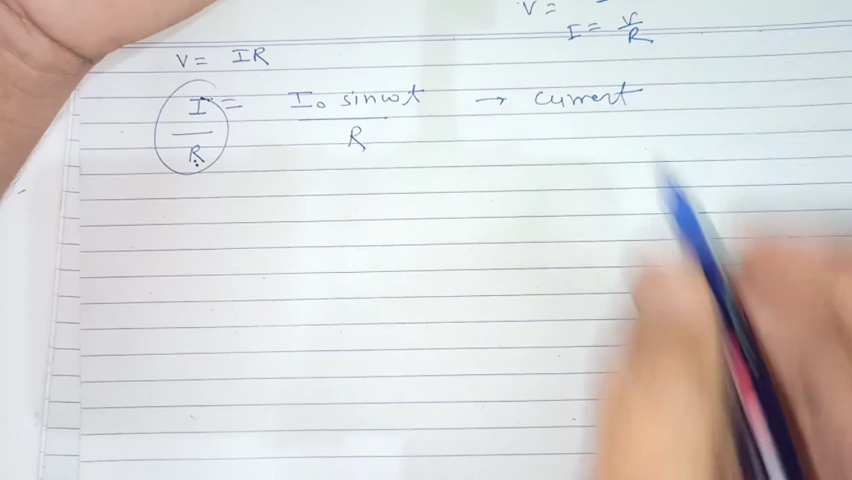 V =
I = V/R
V = IR
I/R = I₀ sinωt/R → current